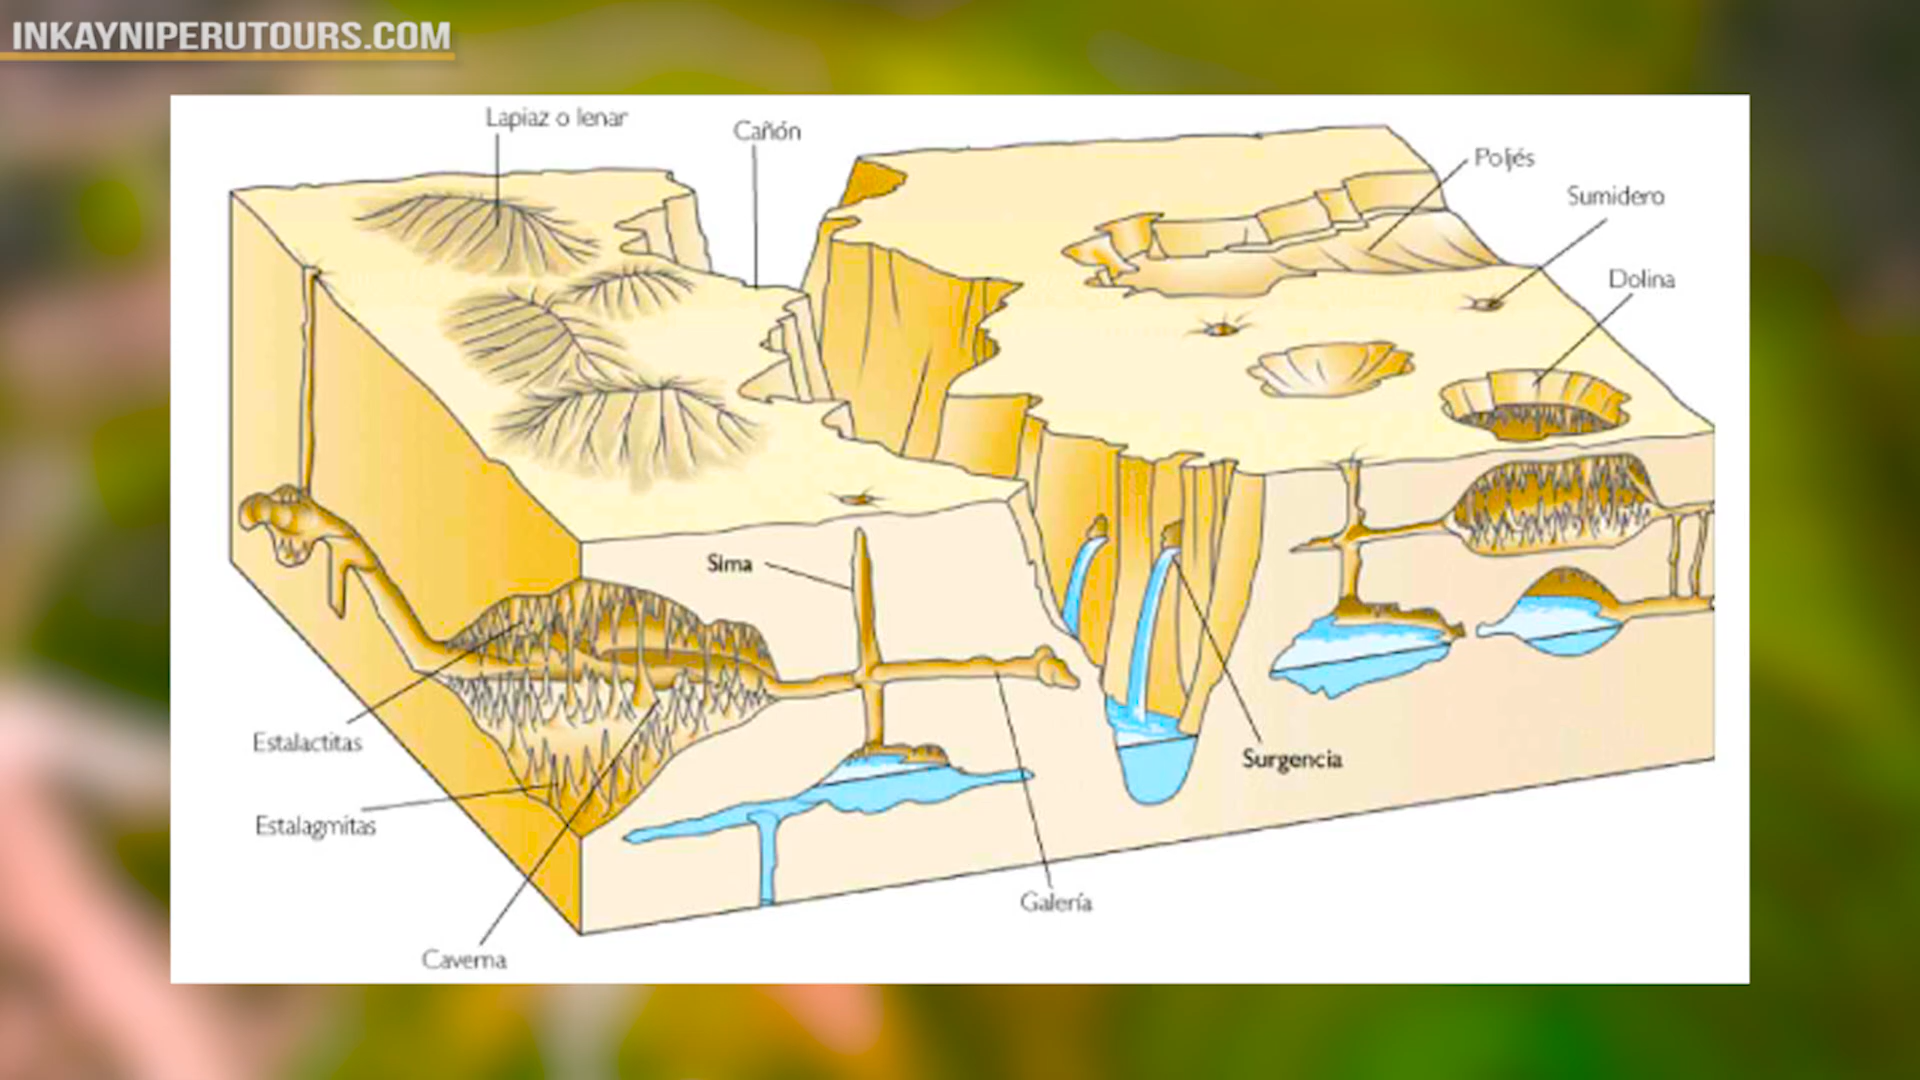 INKAYNIPERUTOURS.COM
Lapiaz o lenar
Cañón
Poljés
Sumidero
Dolina
Sima
Estalactitas
Surgencia
Estalagmitas
Galería
Caverna